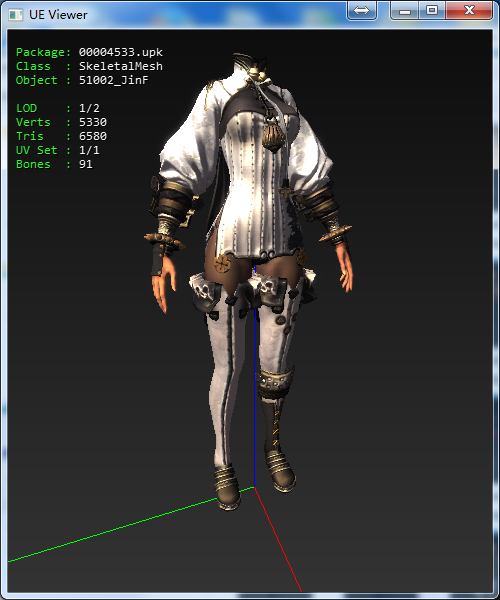 UE Viewer
Package: 00004533.upk
Class : SkeletalMesh
Object : 51002_JinF
LOD : 1/2
Verts : 5330
Tris : 6580
UV Set : 1/1
Bones : 91